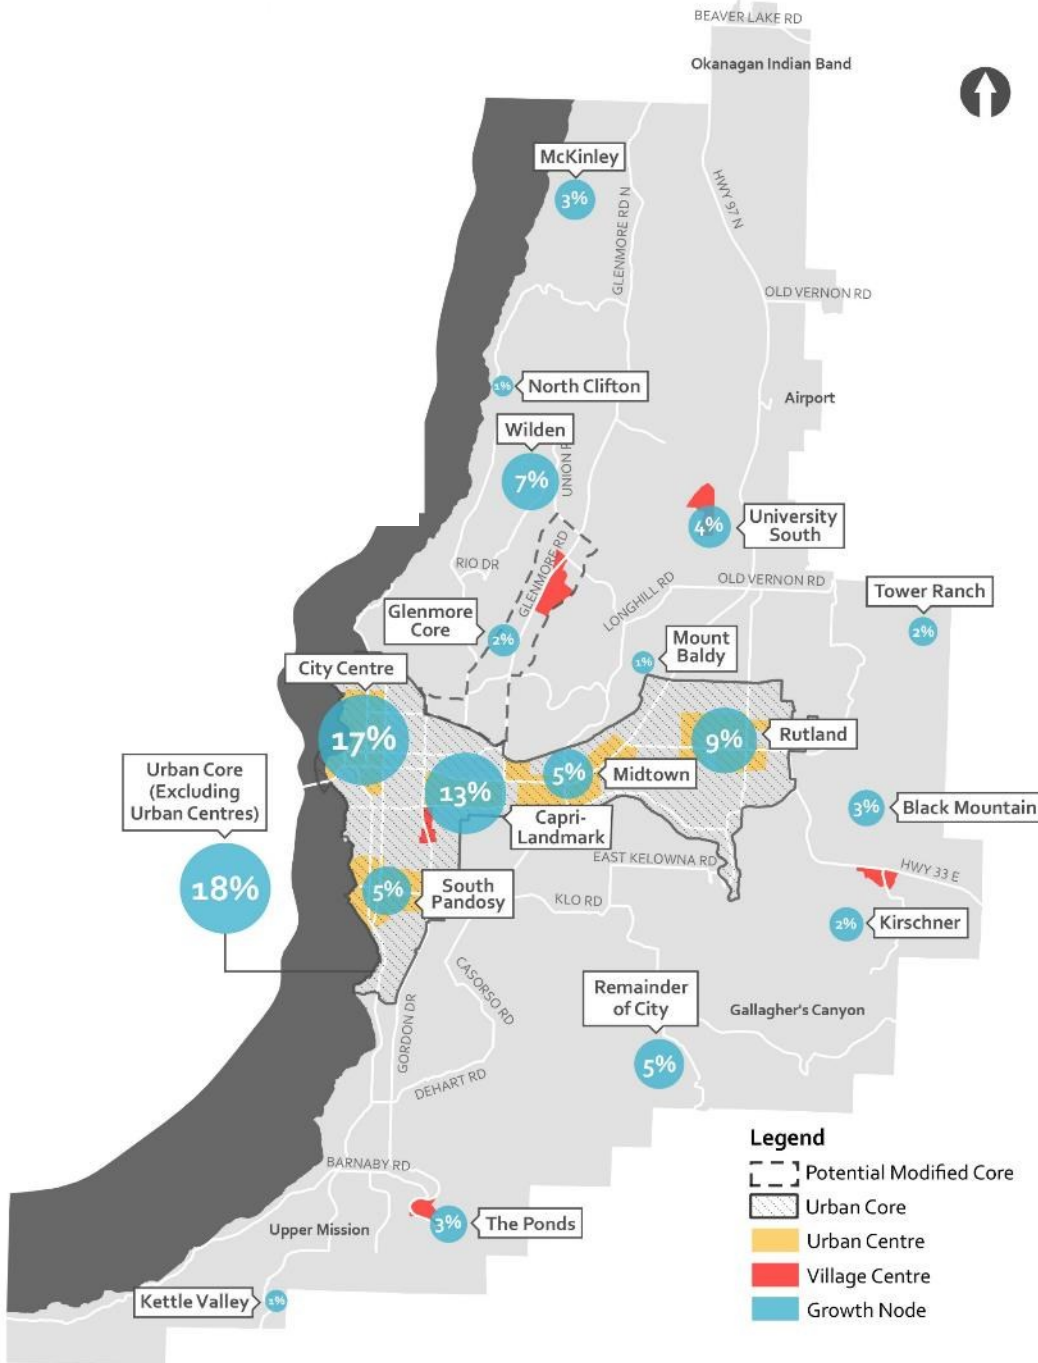 BEAVER LAKE RD
Okanagan Indian Band
McKinley
3%
GLENMORE RD N
HWY 97 N
OLD VERNON RD
1%
North Clifton
Airport
Wilden
7%
UNION R
4%
University
South
RIO DR
GLENMORE RD
LONGHILL RD
OLD VERNON RD
Tower Ranch
2%
Glenmore
Core
2%
Mount
Baldy
1%
City Centre
17%
9%
Rutland
Urban Core
(Excluding
Urban Centres)
18%
13%
5%
Midtown
Capri-
Landmark
3%
Black Mountain
EAST KELOWNA RD
HWY 33 E
5%
South
Pandosy
KLO RD
2%
Kirschner
CASORSO RD
GORDON DR
Remainder
of City
5%
Gallagher's Canyon
DEHART RD
BARNABY RD
Upper Mission
3%
The Ponds
Kettle Valley
1%
Legend
Potential Modified Core
Urban Core
Urban Centre
Village Centre
Growth Node